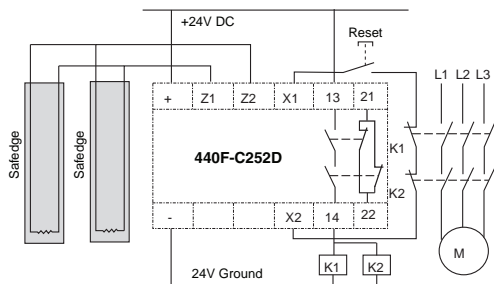 +24V DC
Reset
L1 L2 L3
+ Z1 Z2 X1 13 21
Safedge
Safedge
440F-C252D
K1
K2
- X2 14 22
M
24V Ground
K1 K2